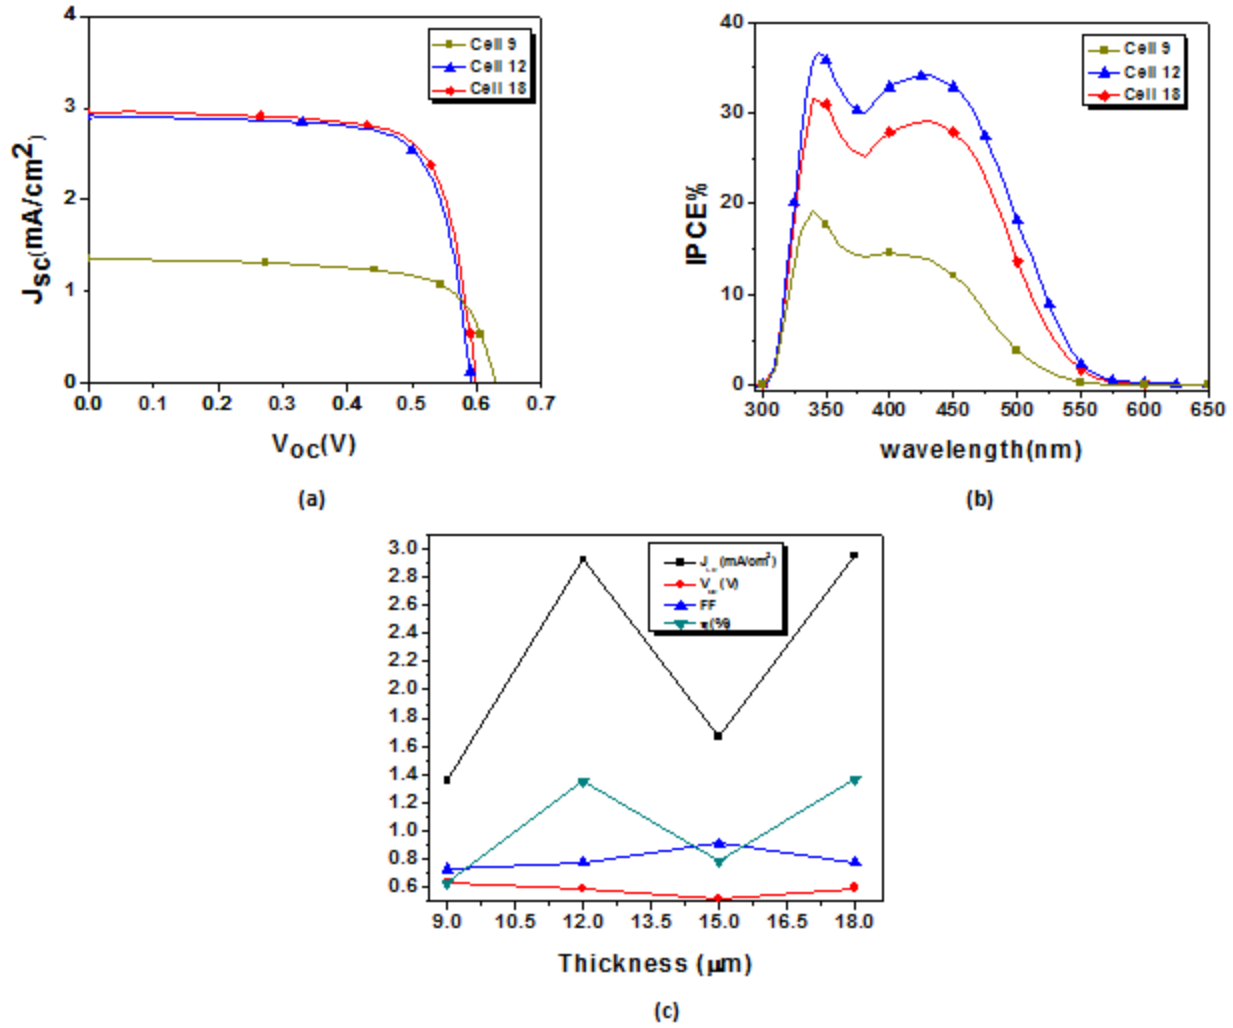 4
3
2
1
0
J_SC(mA/cm2)
Cell 9
Cell 12
Cell 18
0.0 0.1 0.2 0.3 0.4 0.5 0.6 0.7
V_OC(V)
(a)
40
30
20
10
0
IPCE%
Cell 9
Cell 12
Cell 18
300 350 400 450 500 550 600 650
wavelength(nm)
(b)
3.0
2.8
2.6
2.4
2.2
2.0
1.8
1.6
1.4
1.2
1.0
0.8
0.6
(mA/cm²)
(V)
FF
(%)
9.0 10.5 12.0 13.5 15.0 16.5 18.0
Thickness (μm)
(c)